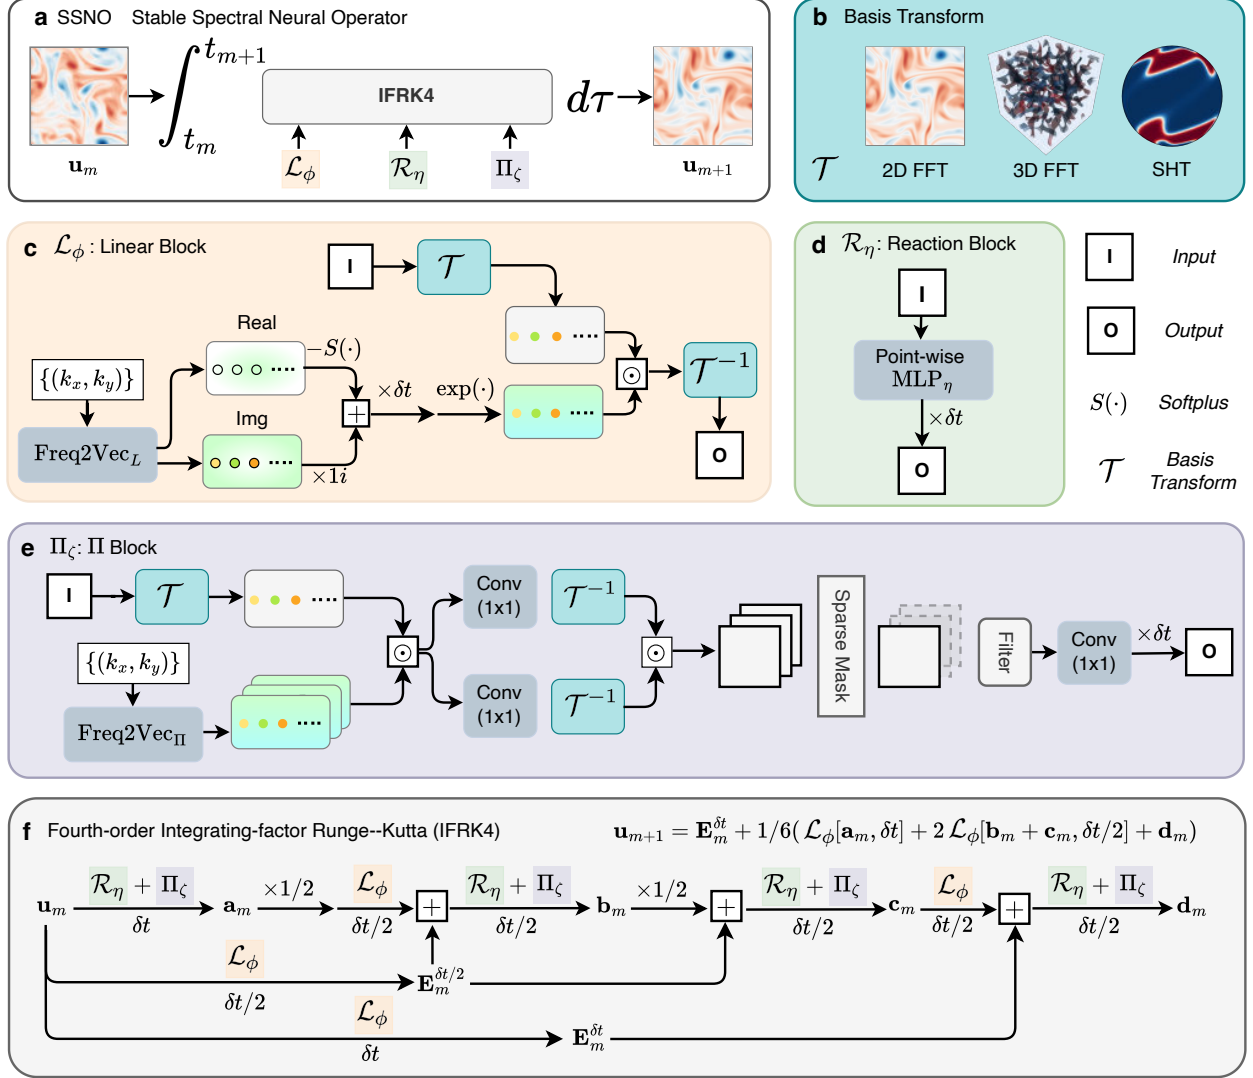 a SSNO Stable Spectral Neural Operator
t_{m+1}
∫
t_m
IFRK4
dτ
u_m
ℒ_ϕ
ℛ_η
Π_ζ
u_{m+1}
b Basis Transform
𝒯
2D FFT
3D FFT
SHT
c ℒ_ϕ : Linear Block
I
𝒯
Real
−S(·)
{(k_x, k_y)}
Freq2Vec_L
Img
×1i
+
×δt
exp(·)
⊙
𝒯^{−1}
O
d ℛ_η: Reaction Block
I
Point-wise
MLP_η
×δt
O
I Input
O Output
S(·) Softplus
𝒯 Basis
Transform
e Π_ζ: Π Block
I
𝒯
{(k_x, k_y)}
Freq2Vec_Π
⊙
Conv
(1x1)
𝒯^{−1}
Conv
(1x1)
𝒯^{−1}
⊙
Sparse Mask
Filter
Conv
(1x1)
×δt
O
f Fourth-order Integrating-factor Runge--Kutta (IFRK4)
u_{m+1} = E_m^{δt} + 1/6( ℒ_ϕ[a_m, δt] + 2 ℒ_ϕ[b_m + c_m, δt/2] + d_m)
u_m
ℛ_η + Π_ζ
δt
a_m
×1/2
ℒ_ϕ
δt/2
+
ℛ_η + Π_ζ
δt/2
b_m
×1/2
+
ℛ_η + Π_ζ
δt/2
c_m
ℒ_ϕ
δt/2
+
ℛ_η + Π_ζ
δt/2
d_m
ℒ_ϕ
δt/2
E_m^{δt/2}
ℒ_ϕ
δt
E_m^{δt}